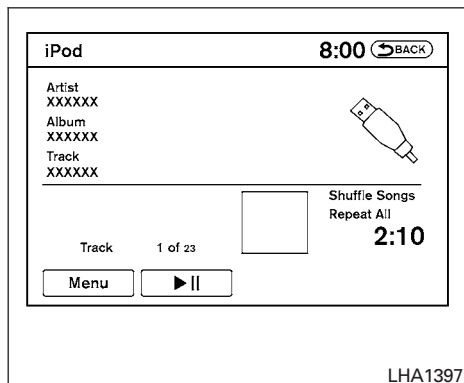 iPod 8:00 BACK
Artist
XXXXXX
Album
XXXXXX
Track
XXXXXX
Shuffle Songs
Repeat All
2:10
Track 1 of 23
Menu
LHA1397